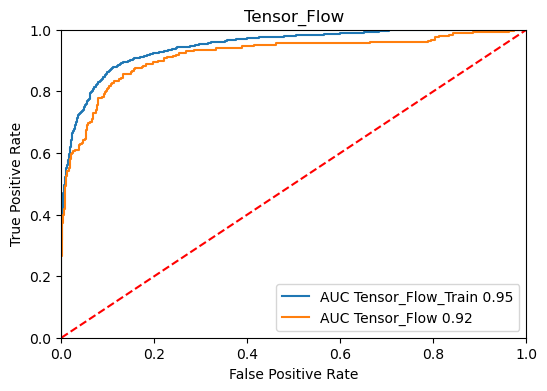 Tensor_Flow
True Positive Rate
1.0
0.8
0.6
0.4
0.2
0.0
AUC Tensor_Flow_Train 0.95
AUC Tensor_Flow 0.92
0.0 0.2 0.4 0.6 0.8 1.0
False Positive Rate